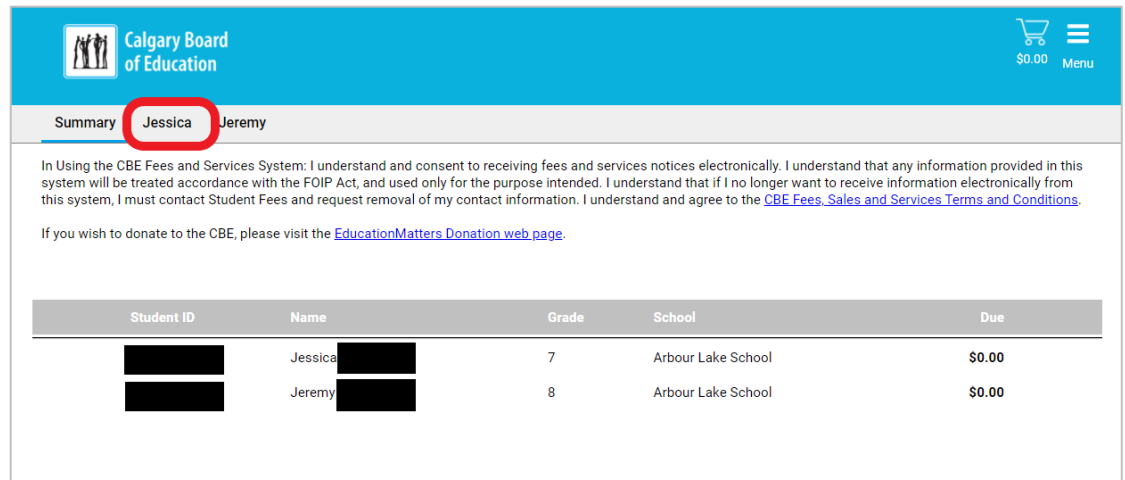 Calgary Board
of Education
$0.00 Menu
Summary Jessica Jeremy
In Using the CBE Fees and Services System: I understand and consent to receiving fees and services notices electronically. I understand that any information provided in this
system will be treated accordance with the FOIP Act, and used only for the purpose intended. I understand that if I no longer want to receive information electronically from
this system, I must contact Student Fees and request removal of my contact information. I understand and agree to the CBE Fees, Sales and Services Terms and Conditions.
If you wish to donate to the CBE, please visit the EducationMatters Donation web page.
Student ID Name Grade School Due
Jessica 7 Arbour Lake School $0.00
Jeremy 8 Arbour Lake School $0.00